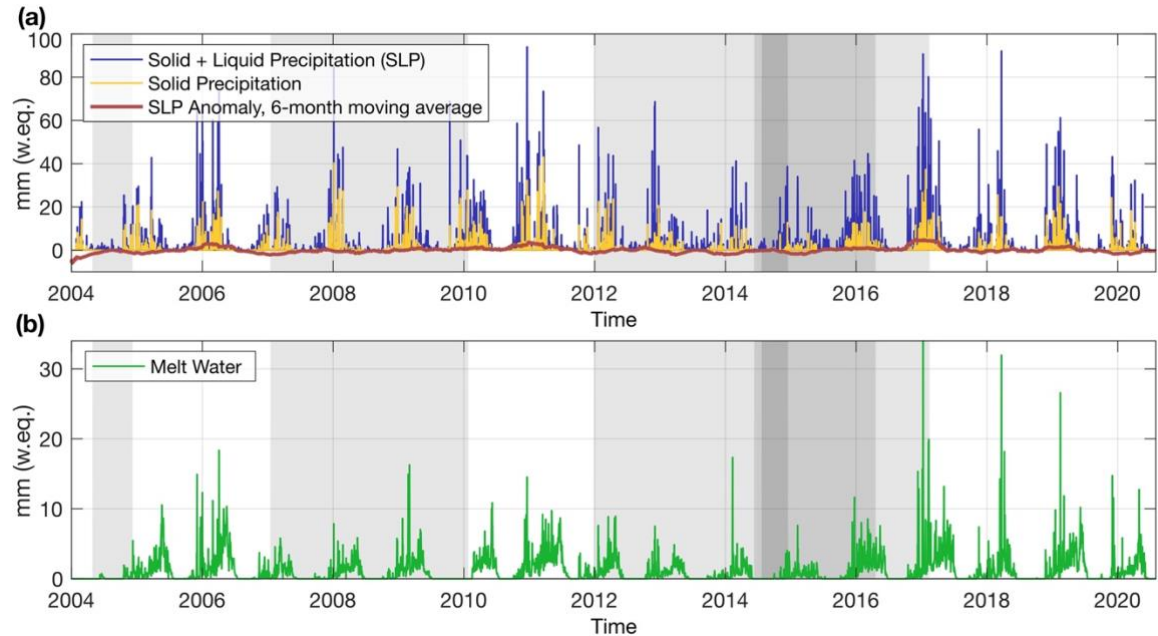 (a)
100
80
60
40
20
0
mm (w.eq.)
Solid + Liquid Precipitation (SLP)
Solid Precipitation
SLP Anomaly, 6-month moving average
2004 2006 2008 2010 2012 2014 2016 2018 2020
Time
(b)
30
20
10
0
mm (w.eq.)
Melt Water
2004 2006 2008 2010 2012 2014 2016 2018 2020
Time